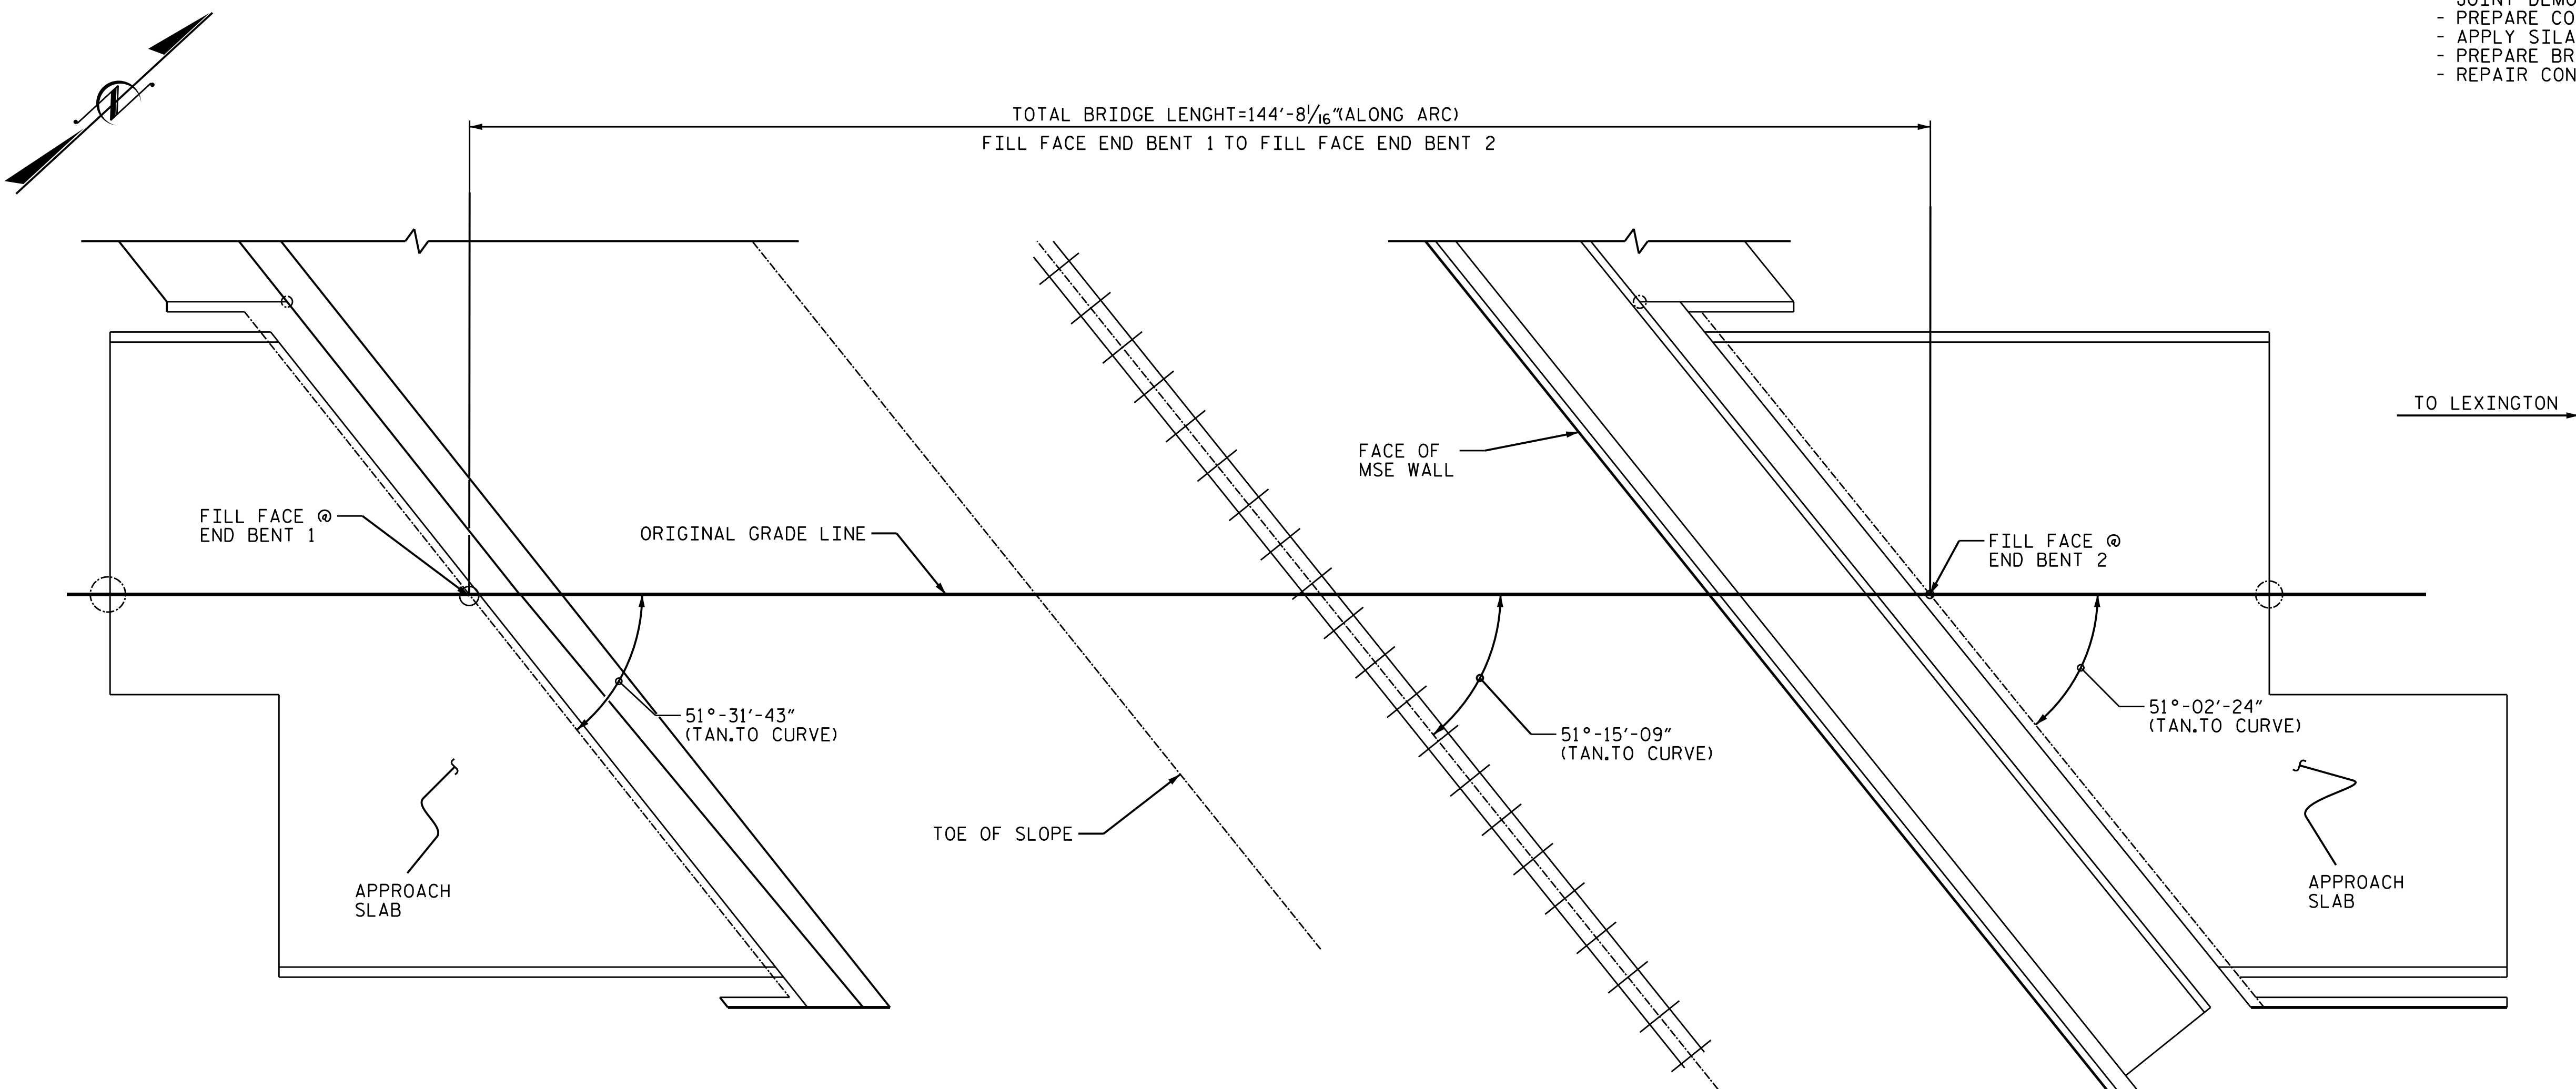 - PREPARE CO
- APPLY SILA
- PREPARE BR
- REPAIR CON
TOTAL BRIDGE LENGHT=144'-8 1/16"(ALONG ARC)
FILL FACE END BENT 1 TO FILL FACE END BENT 2
TO LEXINGTON
FACE OF
MSE WALL
FILL FACE @
END BENT 1
ORIGINAL GRADE LINE
FILL FACE @
END BENT 2
51°-31'-43"
(TAN.TO CURVE)
51°-15'-09"
(TAN.TO CURVE)
51°-02'-24"
(TAN.TO CURVE)
TOE OF SLOPE
APPROACH
SLAB
APPROACH
SLAB